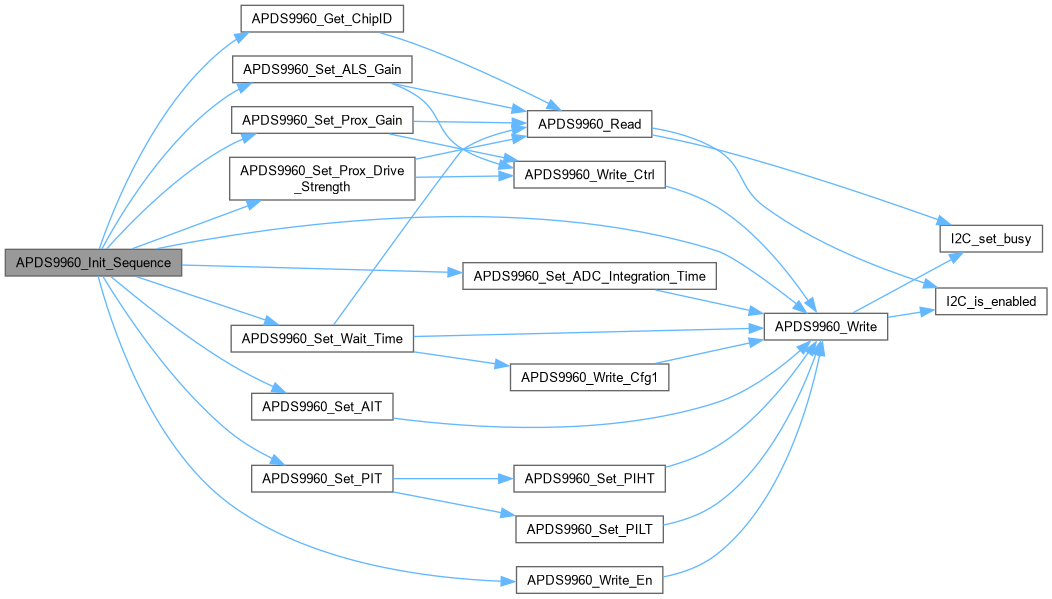 APDS9960_Get_ChipID
APDS9960_Set_ALS_Gain
APDS9960_Set_Prox_Gain
APDS9960_Set_Prox_Drive
_Strength
APDS9960_Read
APDS9960_Write_Ctrl
I2C_set_busy
APDS9960_Init_Sequence
APDS9960_Set_ADC_Integration_Time
I2C_is_enabled
APDS9960_Set_Wait_Time
APDS9960_Write
APDS9960_Write_Cfg1
APDS9960_Set_AIT
APDS9960_Set_PIT
APDS9960_Set_PIHT
APDS9960_Set_PILT
APDS9960_Write_En